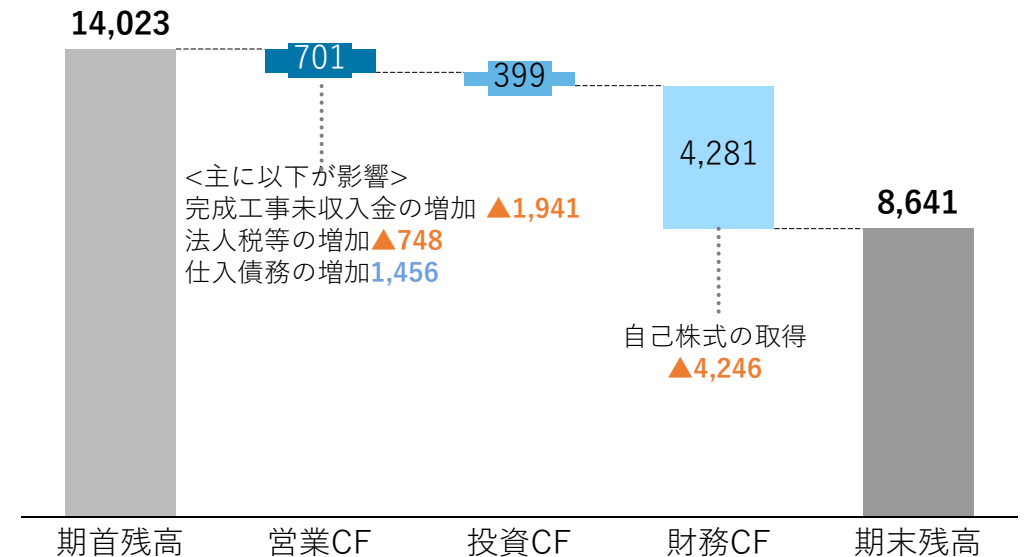 14,023
701
399
4,281
8,641
<主に以下が影響>
完成工事未収入金の増加 ▲1,941
法人税等の増加▲748
仕入債務の増加1,456
自己株式の取得
▲4,246
期首残高
営業CF
投資CF
財務CF
期末残高